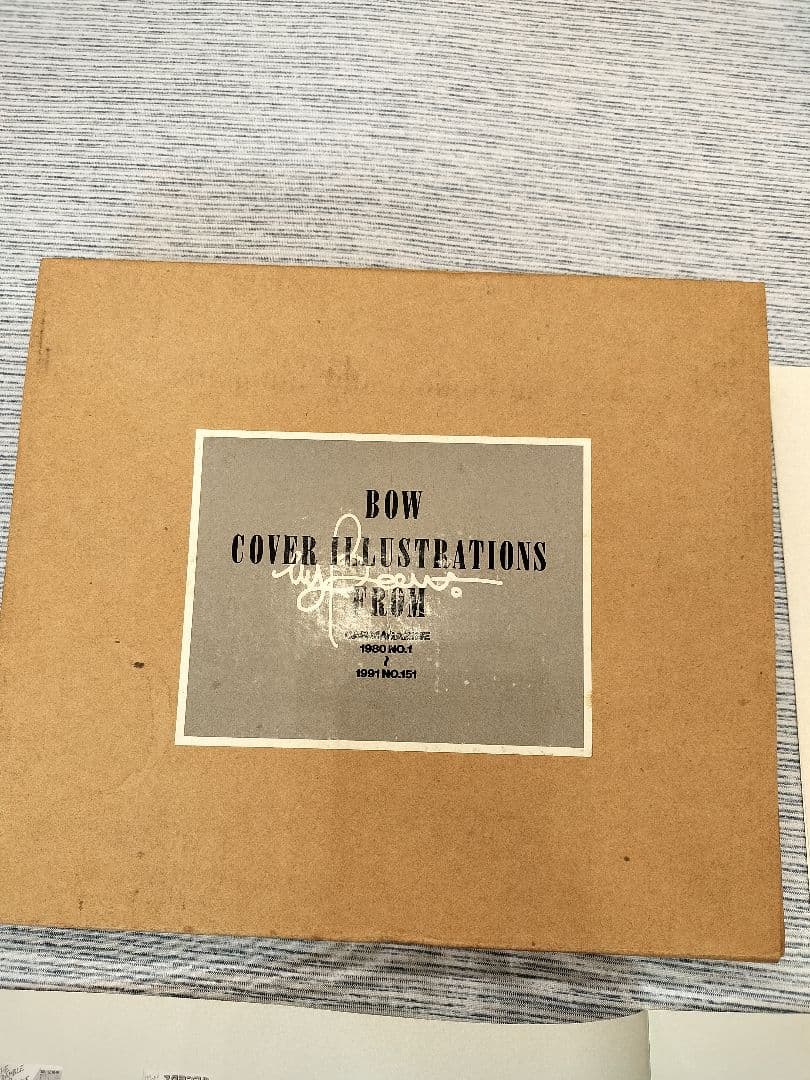 BOW
COVER ILLUSTRATIONS
FROM
CAR MAGAZINE
1980 NO.1
~
1991 NO.151